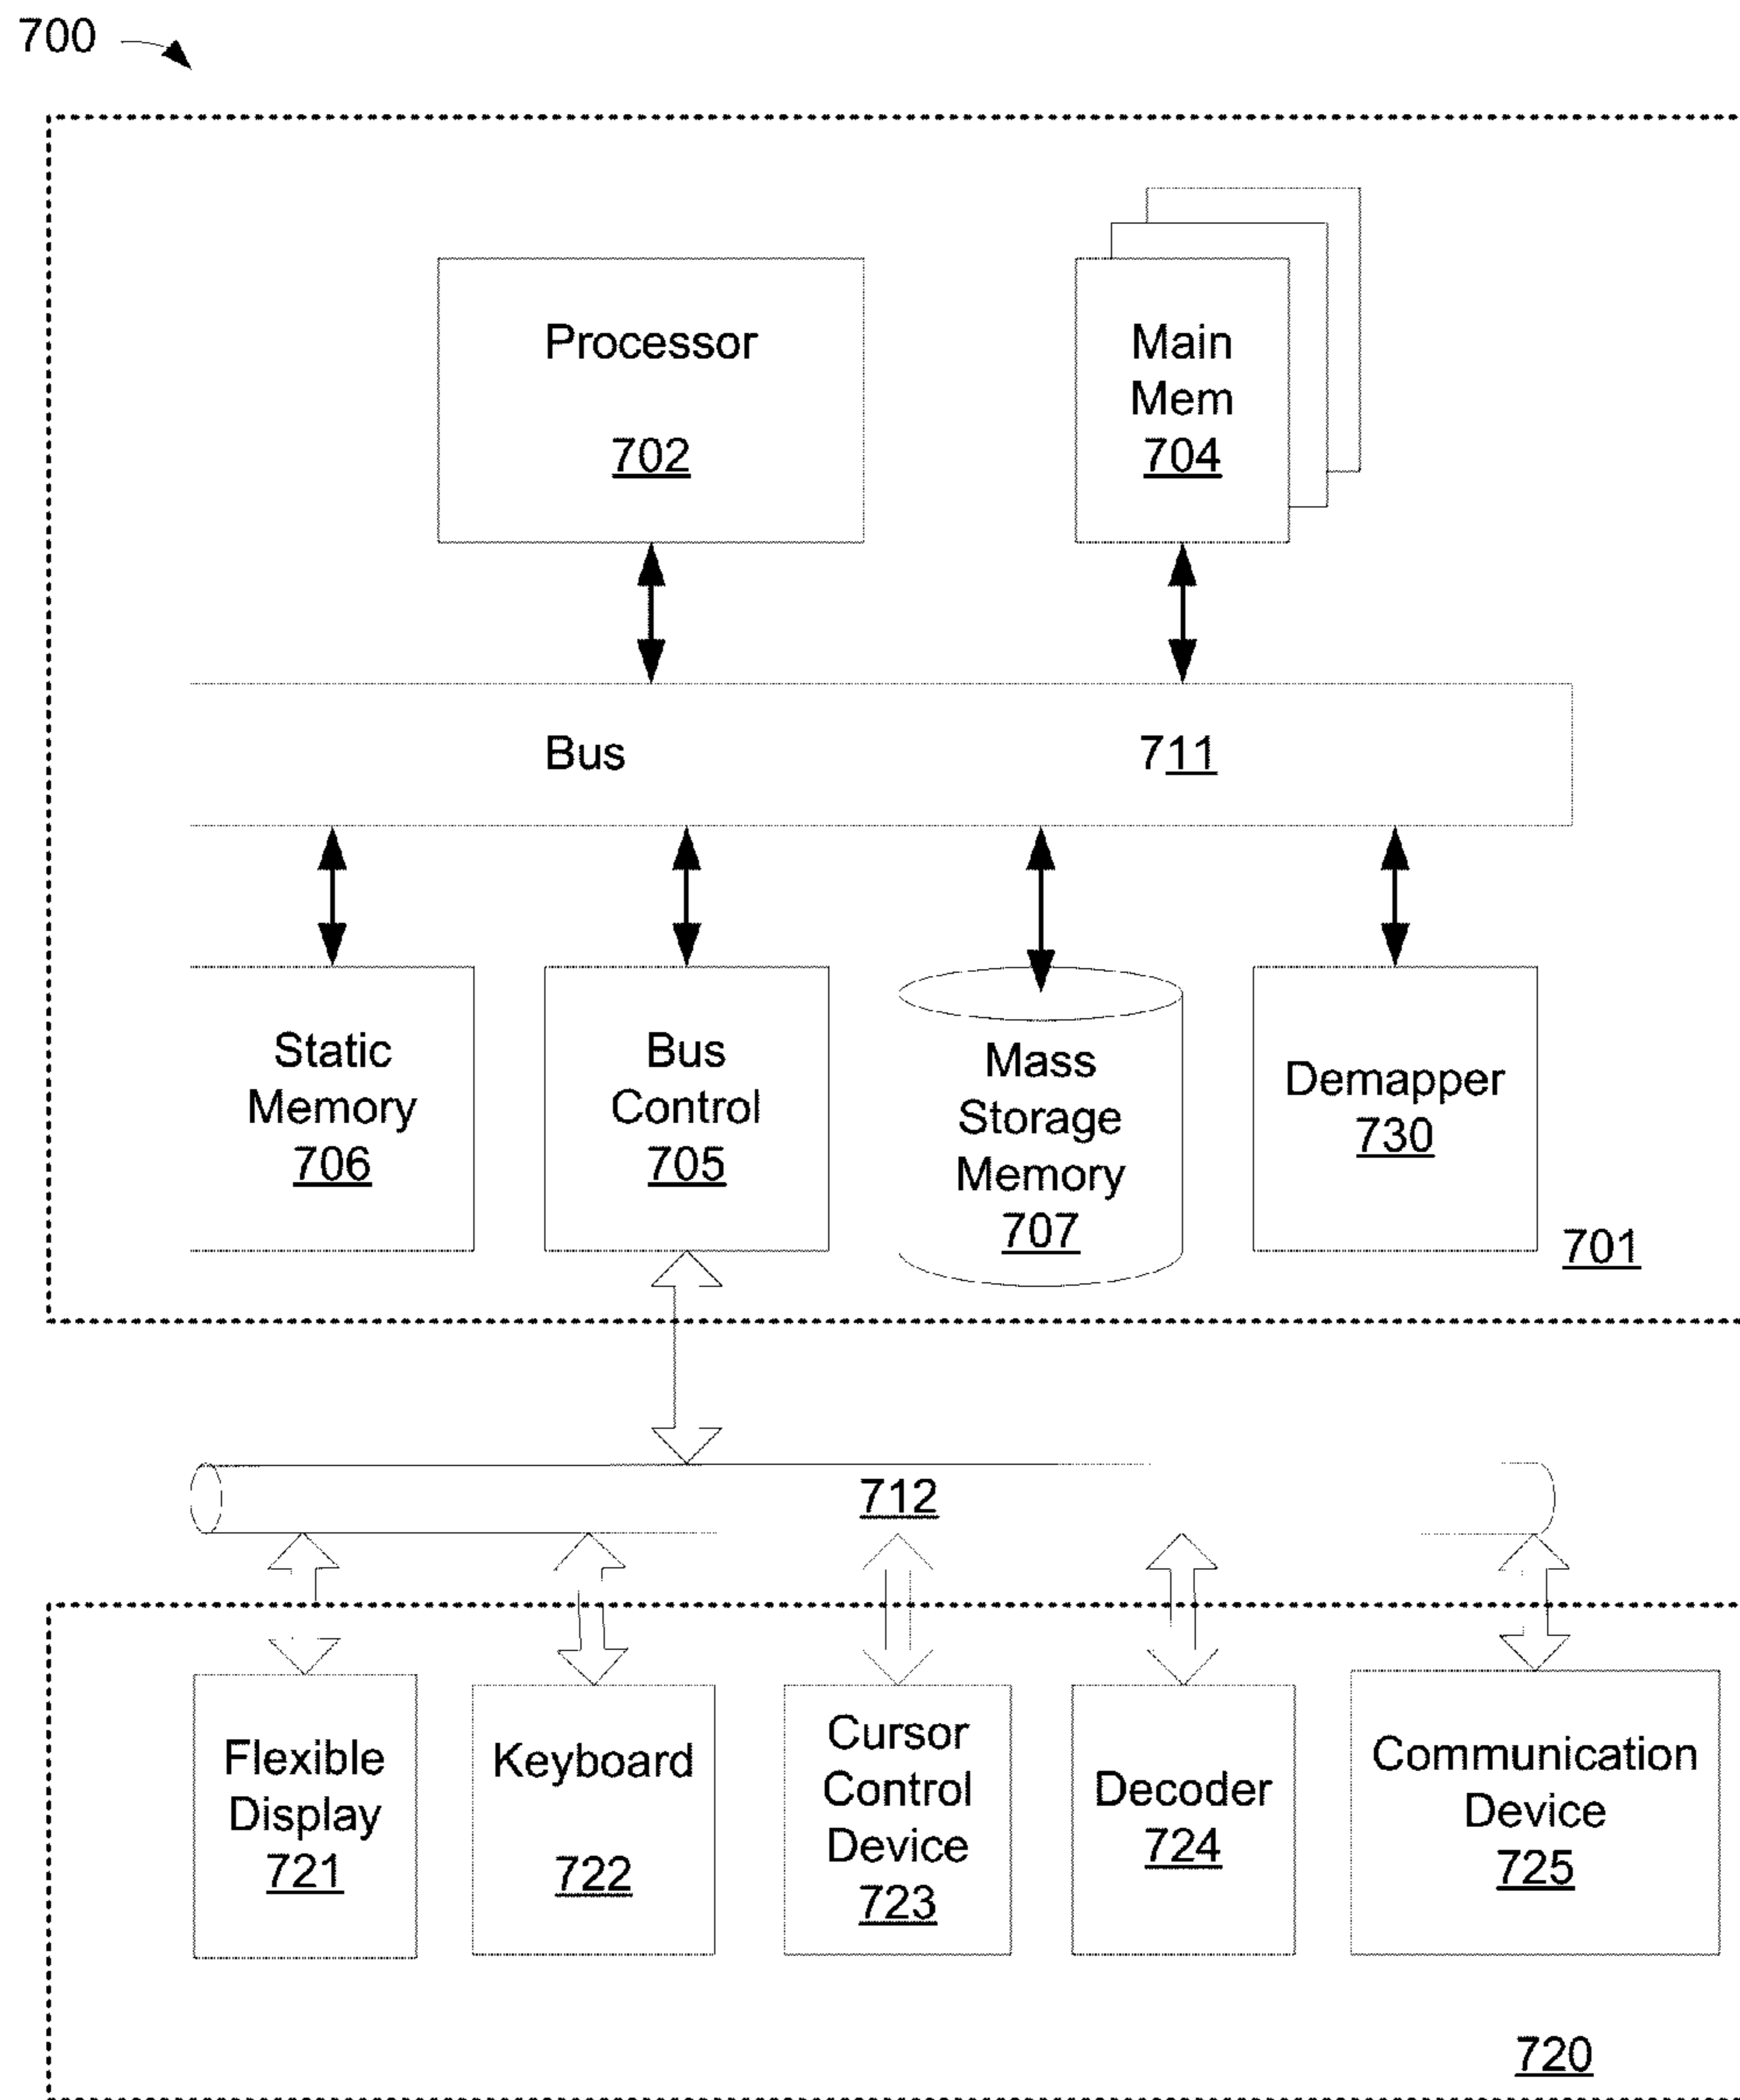 700
Processor
702
Main
Mem
704
Bus 711
Static
Memory
706
Bus
Control
705
Mass
Storage
Memory
707
Demapper
730
701
712
Flexible
Display
721
Keyboard
722
Cursor
Control
Device
723
Decoder
724
Communication
Device
725
720